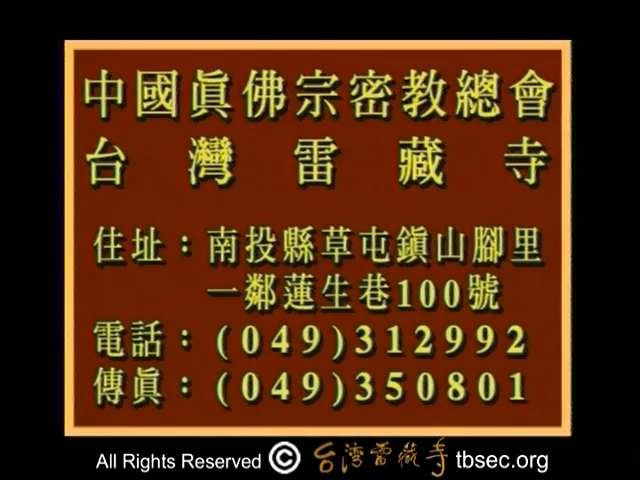 中國眞佛宗密教總會
台灣雷藏寺
住址：南投縣草屯鎭山腳里
一鄰蓮生巷100號
電話：(049)312992
傳眞：(049)350801
All Rights Reserved © 台灣雷藏寺 tbsec.org